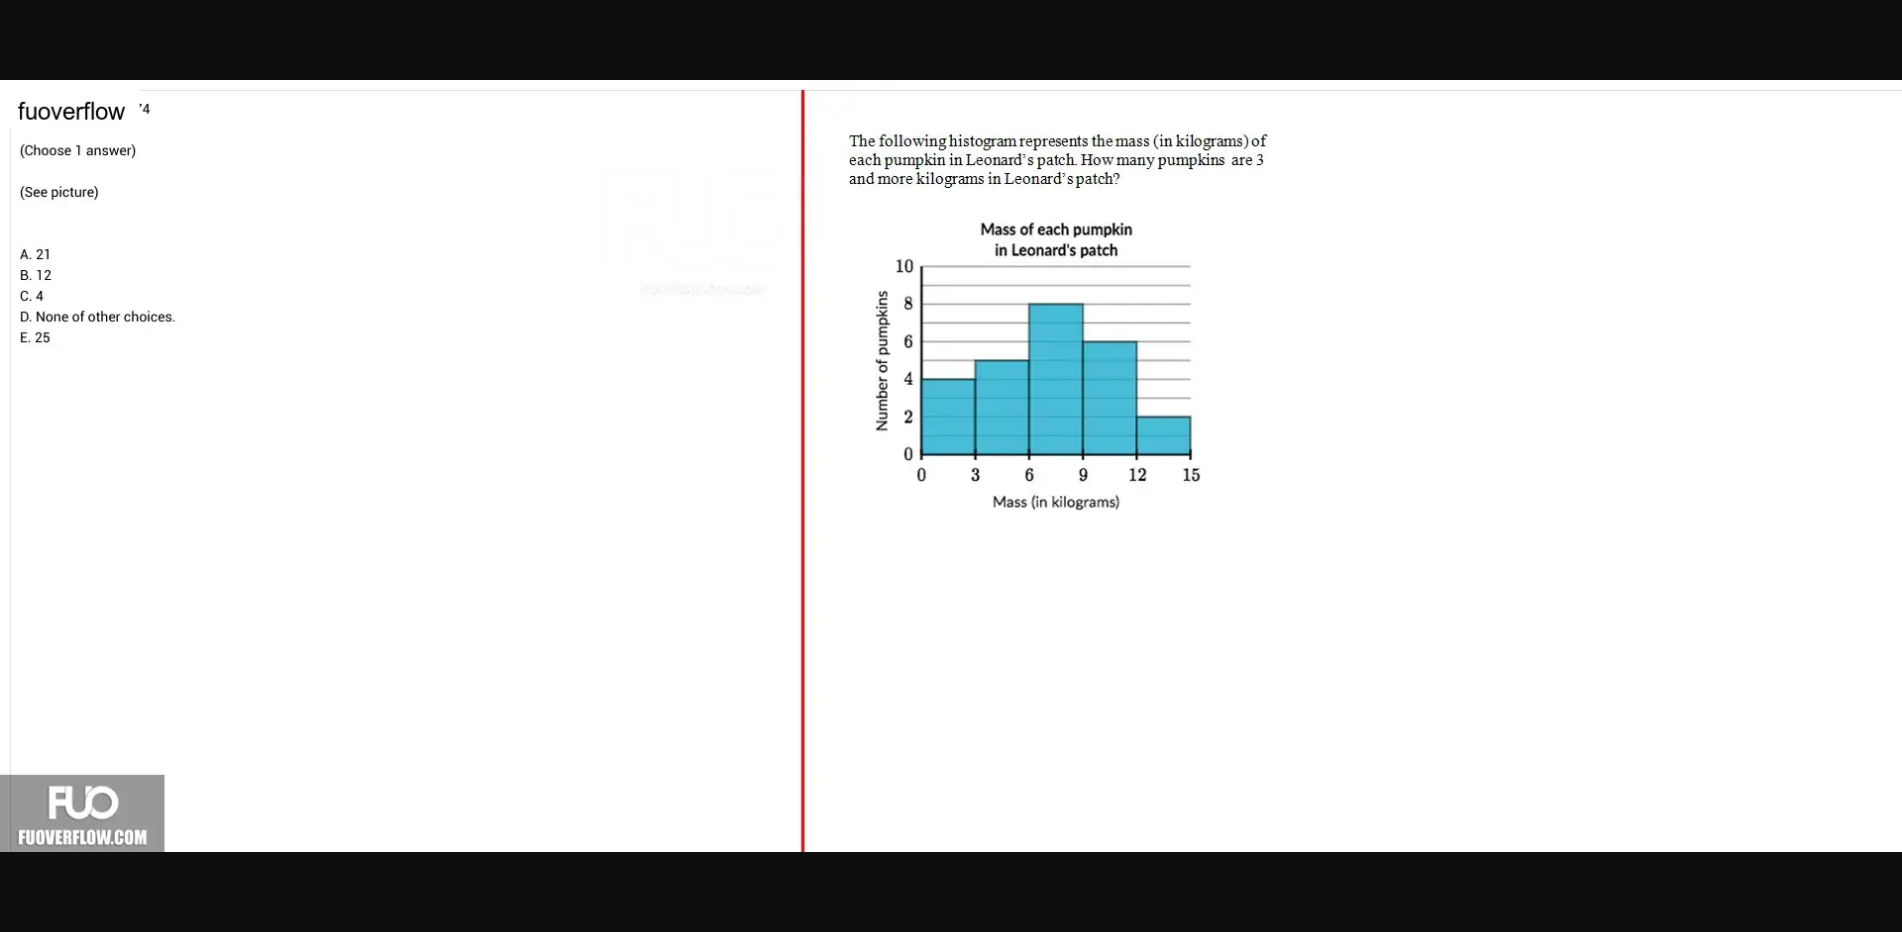 fuoverflow
(Choose 1 answer)
(See picture)
A. 21
B. 12
C. 4
D. None of other choices.
E. 25
FUO
FUOVERFLOW.COM
The following histogram represents the mass (in kilograms) of
each pumpkin in Leonard's patch. How many pumpkins are 3
and more kilograms in Leonard's patch?
Mass of each pumpkin
in Leonard's patch
Number of pumpkins
10
8
6
4
2
0
0 3 6 9 12 15
Mass (in kilograms)